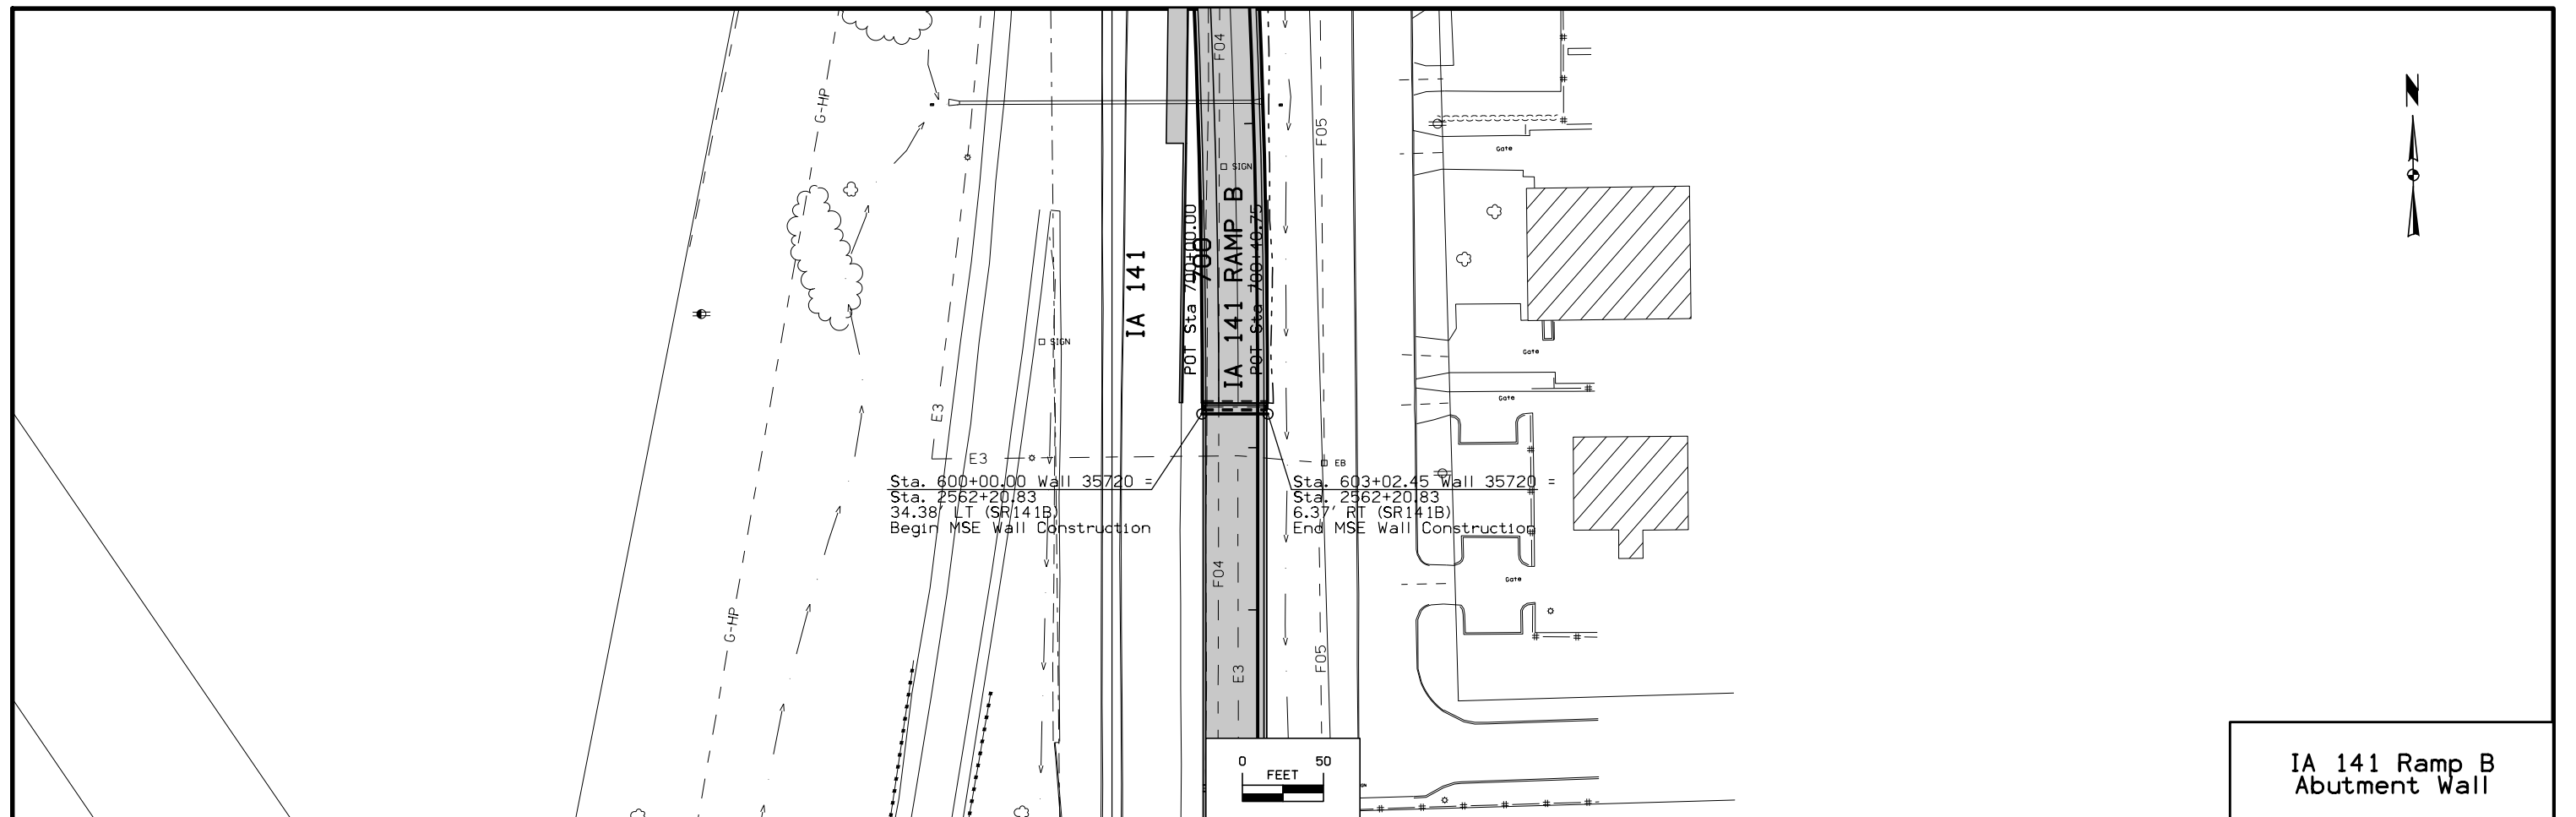 N
G-HP
F04
F05
Gate
SIGN
IA 141
POT Sta 700+00.00
700
IA 141 RAMP B
POT Sta 700+40.75
SIGN
Gate
E3
Gate
E3
EB
Sta. 600+00.00 Wall 35720 =
Sta. 2562+20.83
34.38' LT (SR141B)
Begin MSE Wall Construction
Sta. 603+02.45 Wall 35720 =
Sta. 2562+20.83
6.37' RT (SR141B)
End MSE Wall Construction
F04
Gate
G-HP
E3
F05
0 50
FEET
IA 141 Ramp B
Abutment Wall